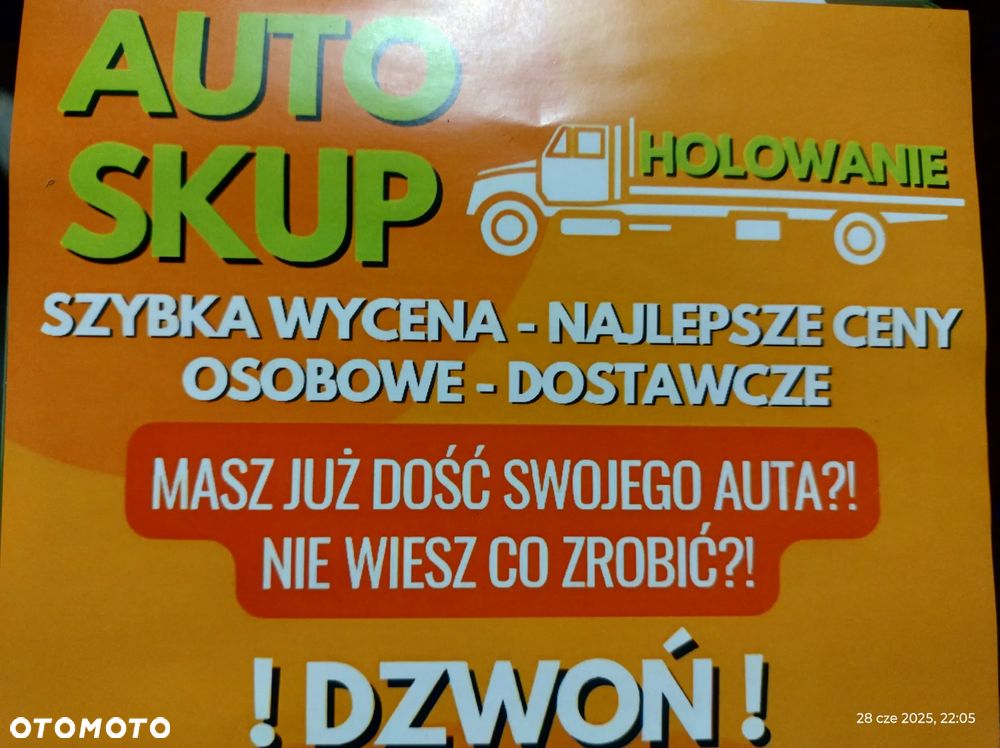 AUTO
SKUP
HOLOWANIE
SZYBKA WYCENA - NAJLEPSZE CENY
OSOBOWE - DOSTAWCZE
MASZ JUŻ DOŚĆ SWOJEGO AUTA?!
NIE WIESZ CO ZROBIĆ?!
! DZWOŃ !
OTOMOTO
28 cze 2025, 22:05